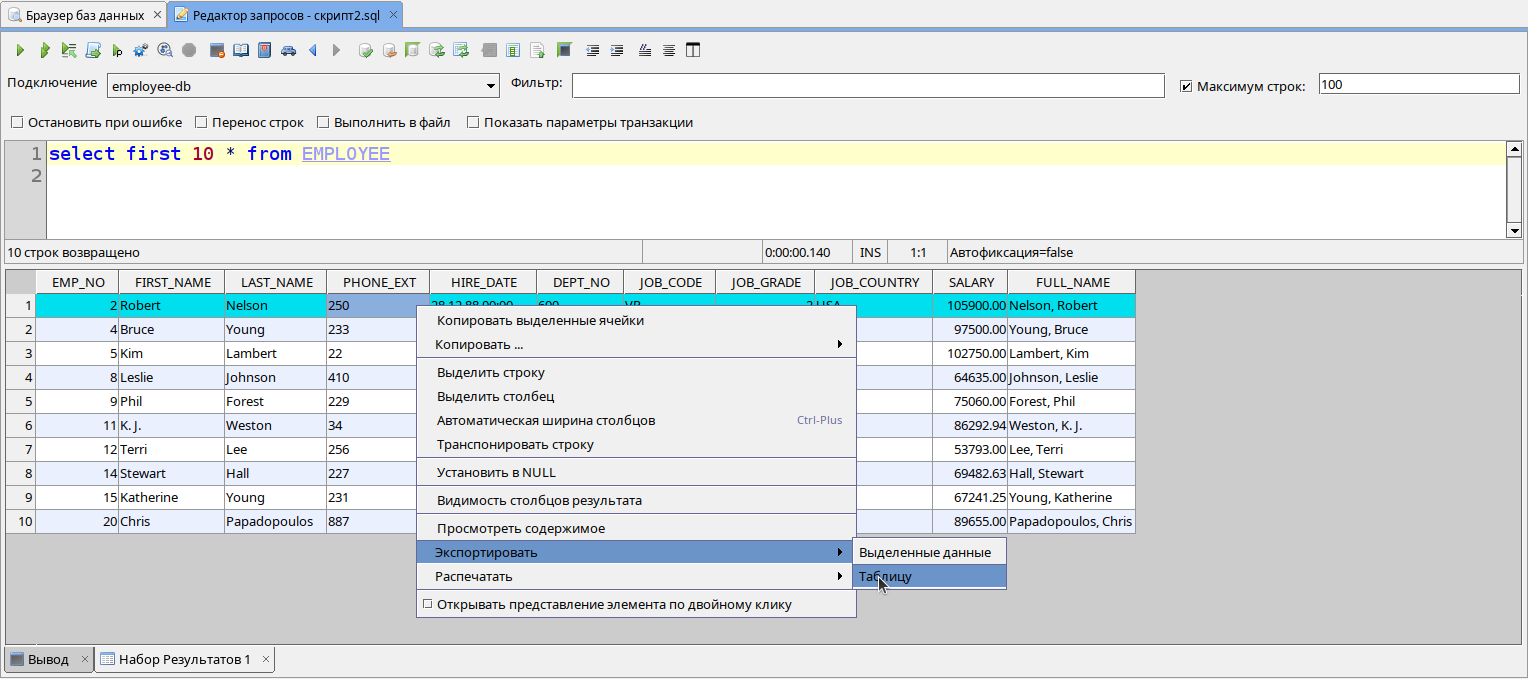 Браузер баз данных Редактор запросов - скрипт2.sql
Подключение employee-db Фильтр: Максимум строк: 100
Остановить при ошибке Перенос строк Выполнить в файл Показать параметры транзакции
1 select first 10 * from EMPLOYEE
2
10 строк возвращено 0:00:00.140 INS 1:1 Автофиксация=false
EMP_NO FIRST_NAME LAST_NAME PHONE_EXT HIRE_DATE DEPT_NO JOB_CODE JOB_GRADE JOB_COUNTRY SALARY FULL_NAME
1 2 Robert Nelson 250 28.12.88 00:00 600 VP 2 USA 105900.00 Nelson, Robert
2 4 Bruce Young 233 97500.00 Young, Bruce
3 5 Kim Lambert 22 102750.00 Lambert, Kim
4 8 Leslie Johnson 410 64635.00 Johnson, Leslie
5 9 Phil Forest 229 75060.00 Forest, Phil
6 11 K. J. Weston 34 86292.94 Weston, K. J.
7 12 Terri Lee 256 53793.00 Lee, Terri
8 14 Stewart Hall 227 69482.63 Hall, Stewart
9 15 Katherine Young 231 67241.25 Young, Katherine
10 20 Chris Papadopoulos 887 89655.00 Papadopoulos, Chris
Копировать выделенные ячейки
Копировать ...
Выделить строку
Выделить столбец
Автоматическая ширина столбцов Ctrl-Plus
Транспонировать строку
Установить в NULL
Видимость столбцов результата
Просмотреть содержимое
Экспортировать
Распечатать
Открывать представление элемента по двойному клику
Выделенные данные
Таблицу
Вывод Набор Результатов 1